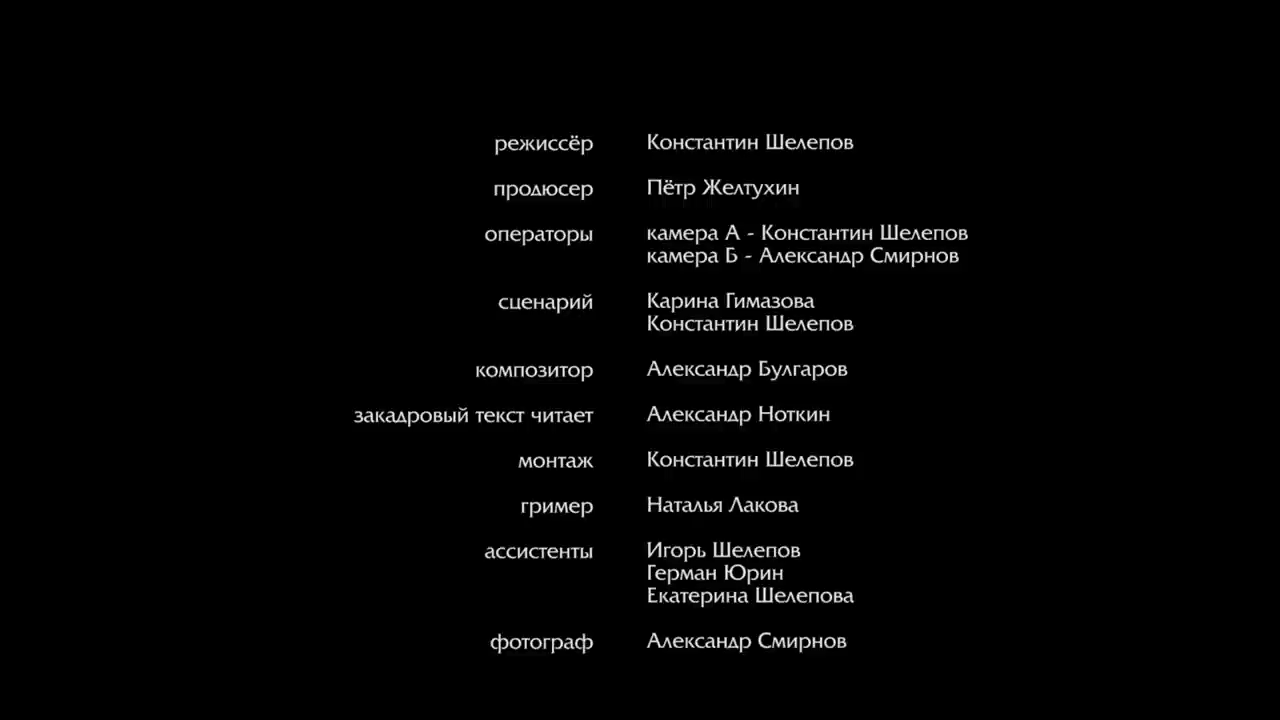 режиссёр Константин Шелепов
продюсер Пётр Желтухин
операторы камера А - Константин Шелепов
камера Б - Александр Смирнов
сценарий Карина Гимазова
Константин Шелепов
композитор Александр Булгаров
закадровый текст читает Александр Ноткин
монтаж Константин Шелепов
гример Наталья Лакова
ассистенты Игорь Шелепов
Герман Юрин
Екатерина Шелепова
фотограф Александр Смирнов